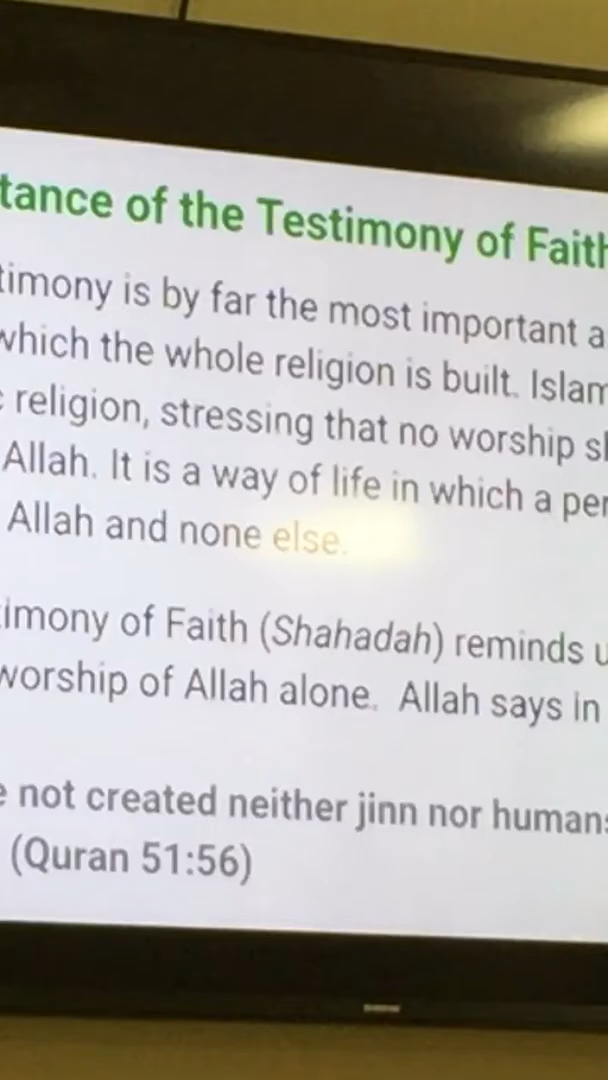 tance of the Testimony of Faith
timony is by far the most important a
which the whole religion is built. Islam
c religion, stressing that no worship sh
Allah. It is a way of life in which a per
Allah and none else.
timony of Faith (Shahadah) reminds u
worship of Allah alone. Allah says in
e not created neither jinn nor humans
(Quran 51:56)